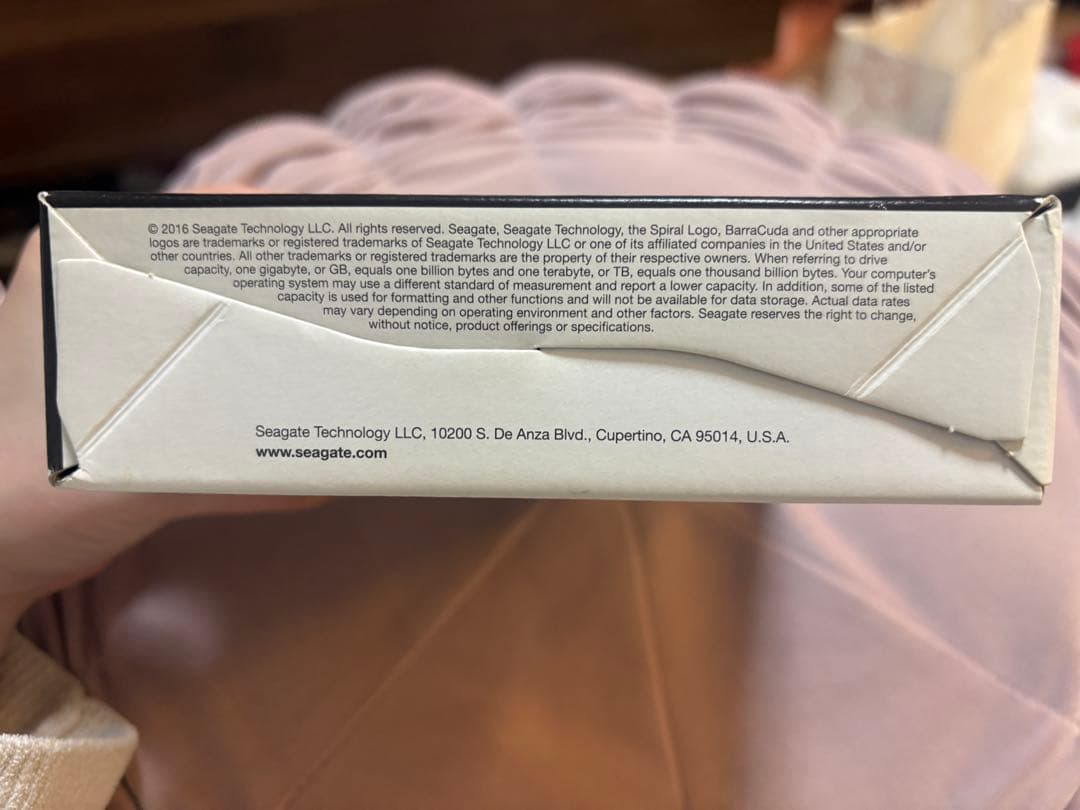 © 2016 Seagate Technology LLC. All rights reserved. Seagate, Seagate Technology, the Spiral Logo, BarraCuda and other appropriate
logos are trademarks or registered trademarks of Seagate Technology LLC or one of its affiliated companies in the United States and/or
other countries. All other trademarks or registered trademarks are the property of their respective owners. When referring to drive
capacity, one gigabyte, or GB, equals one billion bytes and one terabyte, or TB, equals one thousand billion bytes. Your computer's
operating system may use a different standard of measurement and report a lower capacity. In addition, some of the listed
capacity is used for formatting and other functions and will not be available for data storage. Actual data rates
may vary depending on operating environment and other factors. Seagate reserves the right to change,
without notice, product offerings or specifications.
Seagate Technology LLC, 10200 S. De Anza Blvd., Cupertino, CA 95014, U.S.A.
www.seagate.com